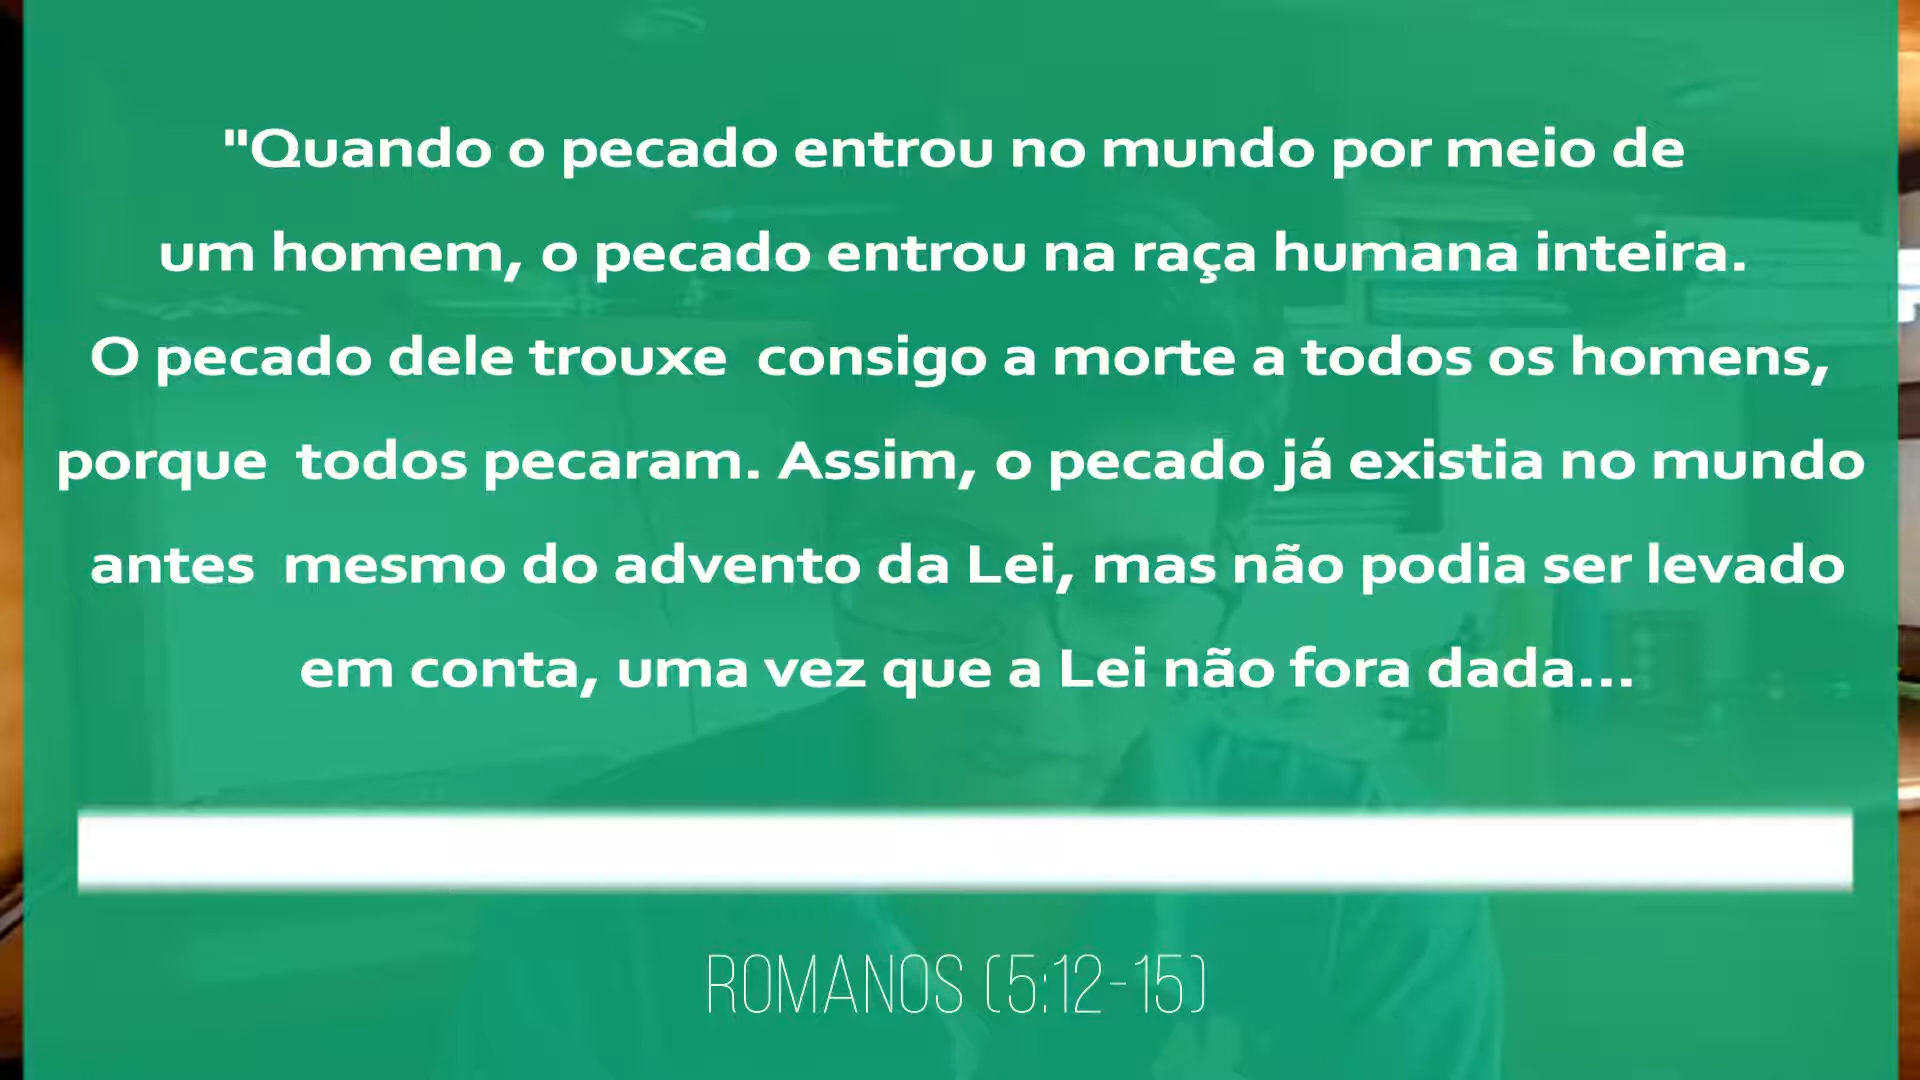 "Quando o pecado entrou no mundo por meio de
um homem, o pecado entrou na raça humana inteira.
O pecado dele trouxe consigo a morte a todos os homens,
porque todos pecaram. Assim, o pecado já existia no mundo
antes mesmo do advento da Lei, mas não podia ser levado
em conta, uma vez que a Lei não fora dada...
ROMANOS (5:12-15)